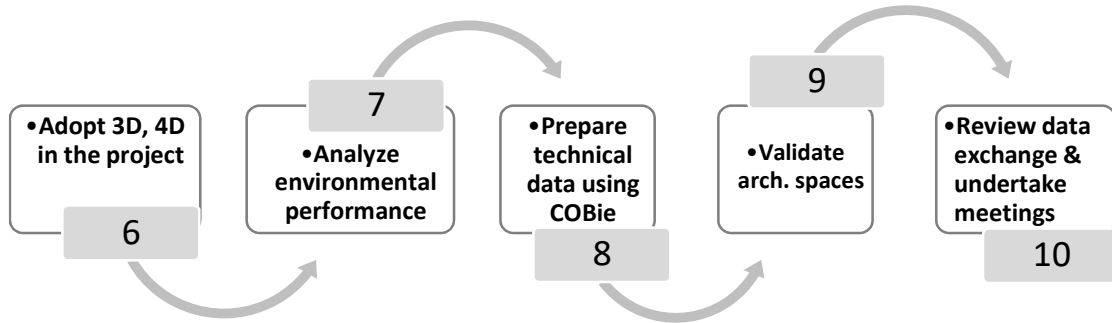 •Adopt 3D, 4D
in the project
6
7
•Analyze
environmental
performance
•Prepare
technical
data using
COBie
8
9
•Validate
arch. spaces
•Review data
exchange &
undertake
meetings
10